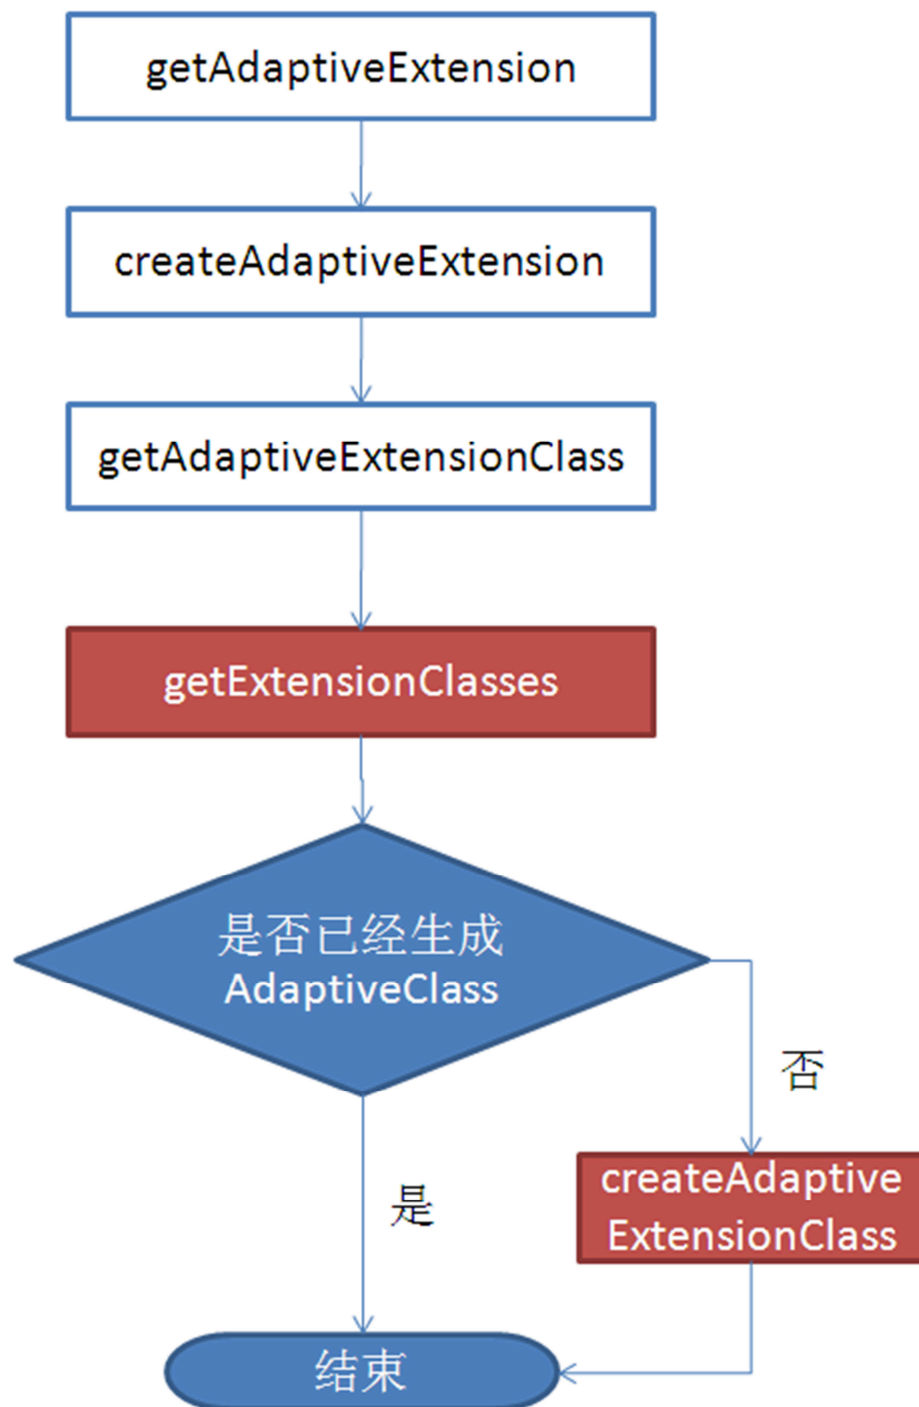 getAdaptiveExtension
createAdaptiveExtension
getAdaptiveExtensionClass
getExtensionClasses
是否已经生成
AdaptiveClass
否
是
createAdaptive
ExtensionClass
结束